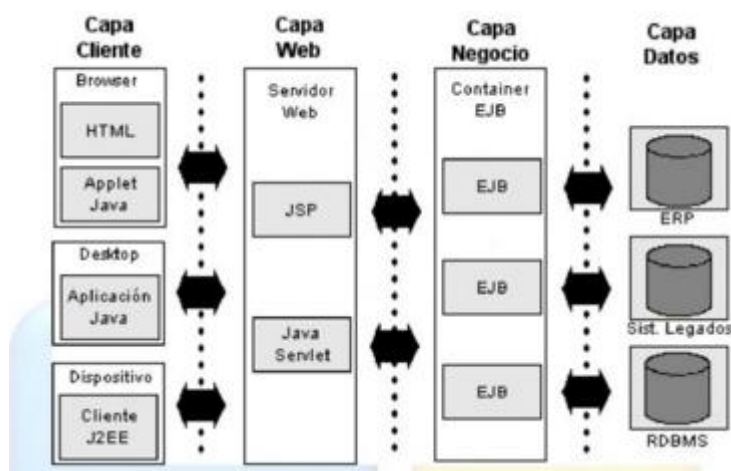 Capa
Cliente
Browser
HTML
Applet
Java
Desktop
Aplicación
Java
Dispositivo
Cliente
J2EE
Capa
Web
Servidor
Web
JSP
Java
Servlet
Capa
Negocio
Container
EJB
EJB
EJB
EJB
Capa
Datos
ERP
Sist. Legados
RDBMS